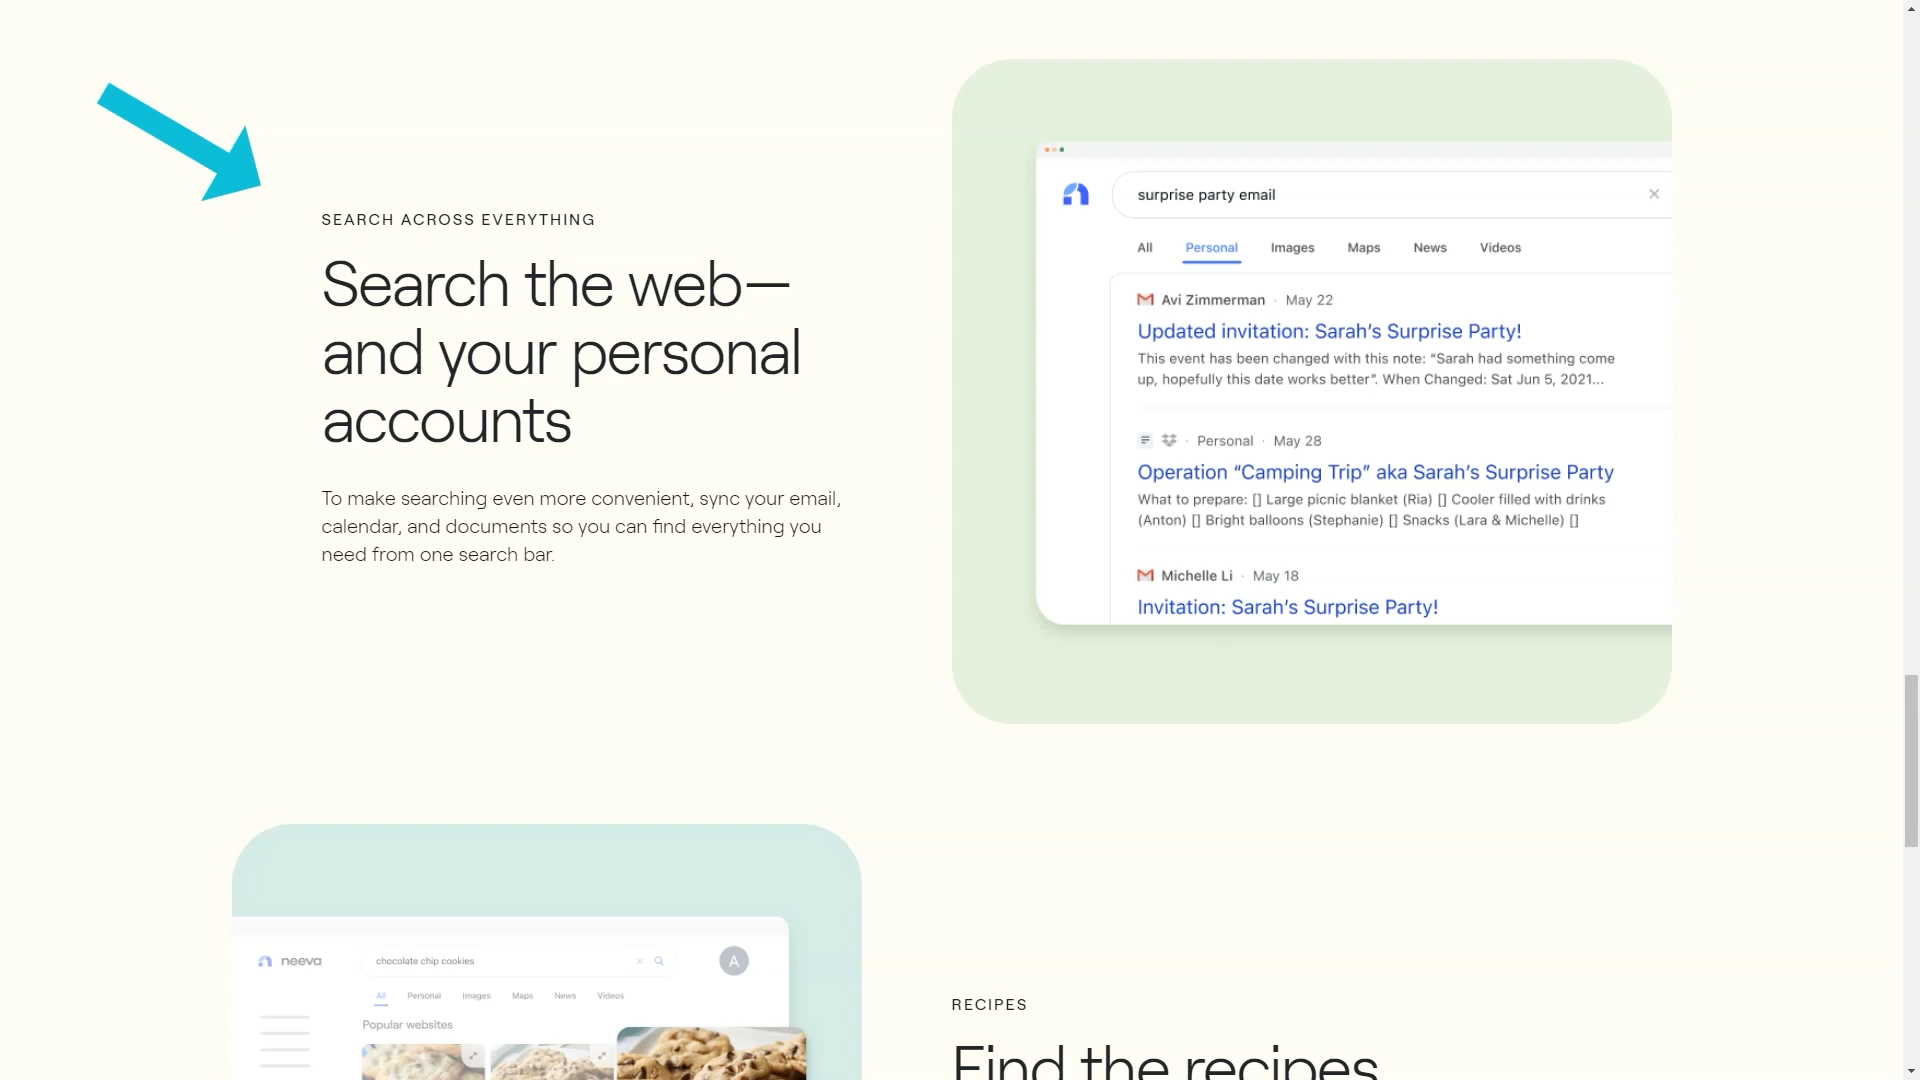 SEARCH ACROSS EVERYTHING
Search the web—
and your personal
accounts
To make searching even more convenient, sync your email,
calendar, and documents so you can find everything you
need from one search bar.
surprise party email
All Personal Images Maps News Videos
Avi Zimmerman · May 22
Updated invitation: Sarah’s Surprise Party!
This event has been changed with this note: “Sarah had something come
up, hopefully this date works better”. When Changed: Sat Jun 5, 2021...
· Personal · May 28
Operation “Camping Trip” aka Sarah’s Surprise Party
What to prepare: [] Large picnic blanket (Ria) [] Cooler filled with drinks
(Anton) [] Bright balloons (Stephanie) [] Snacks (Lara & Michelle) []
Michelle Li · May 18
Invitation: Sarah’s Surprise Party!
neeva
chocolate chip cookies
A
All Personal Images Maps News Videos
Popular websites
RECIPES
Find the recipes